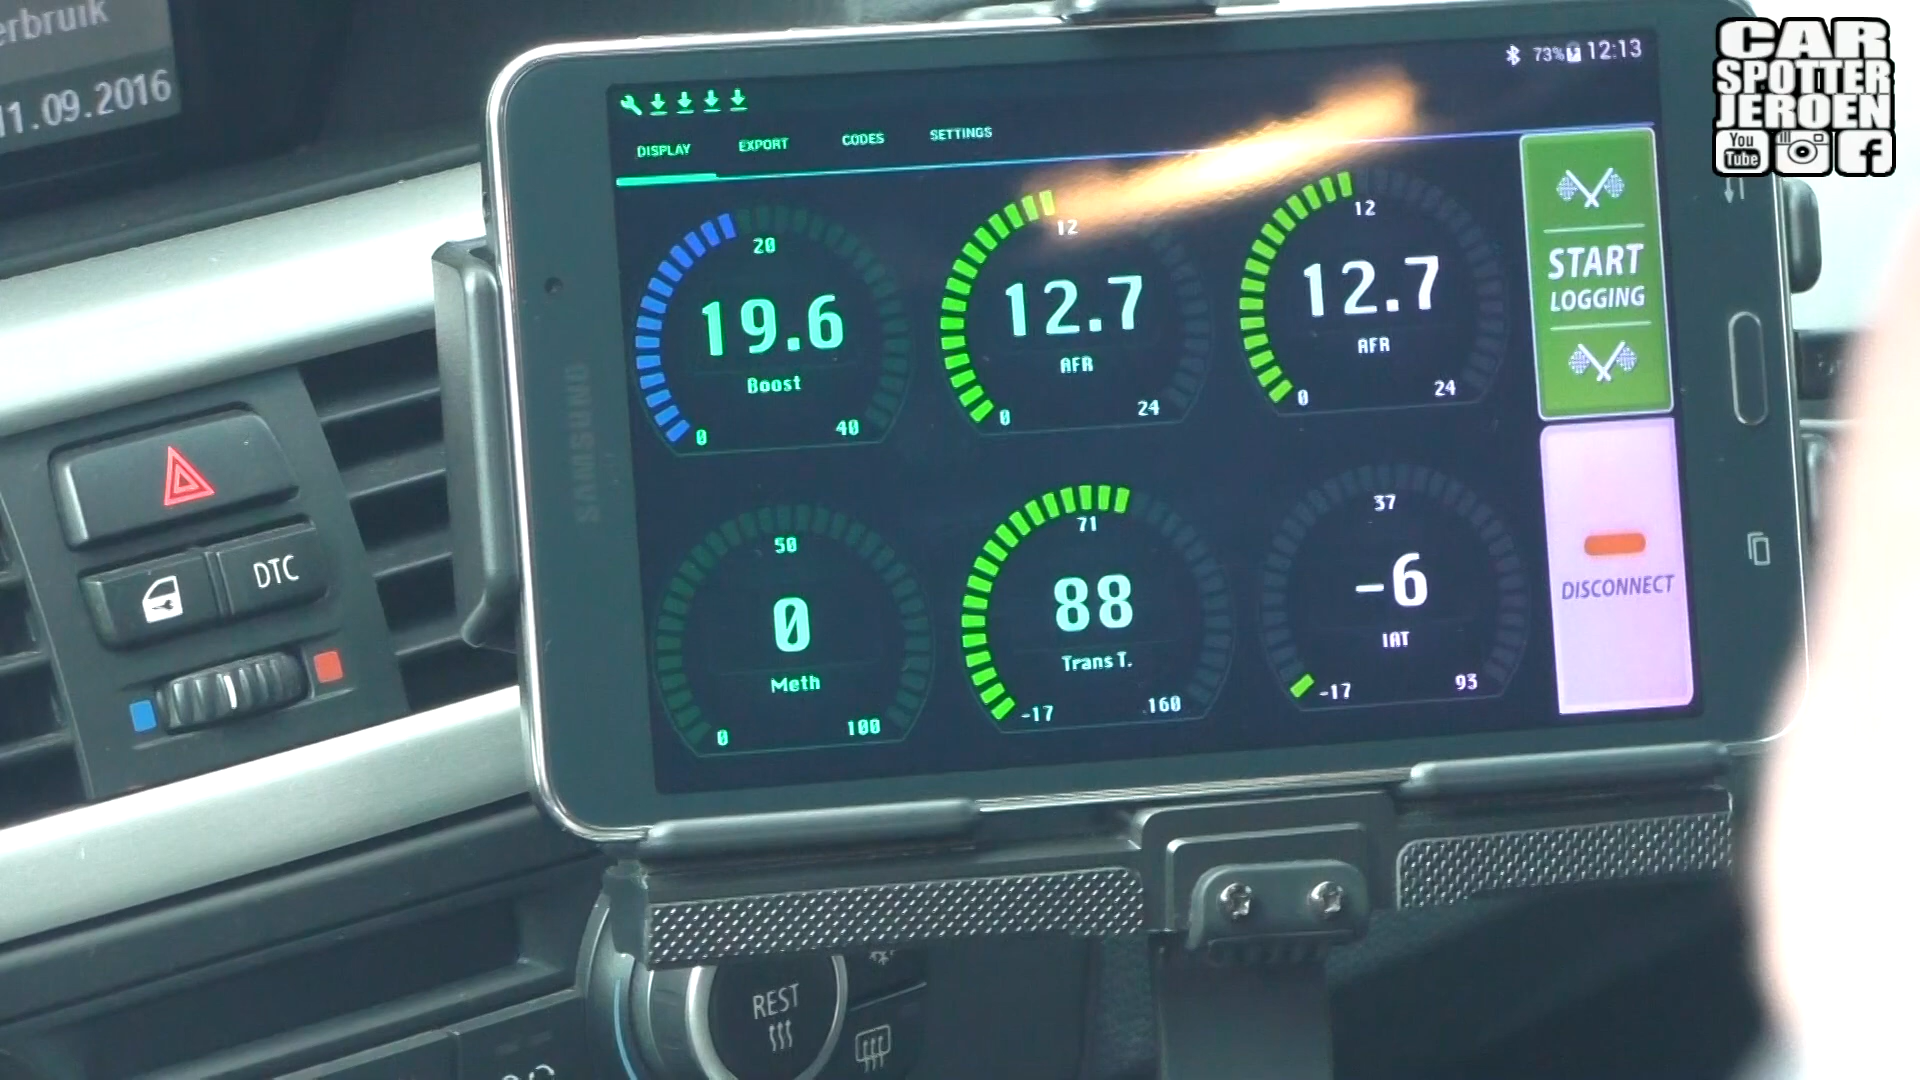 erbruik
11.09.2016
CAR
SPOTTER
JEROEN
You
Tube
73% 12:13
DISPLAY EXPORT CODES SETTINGS
20
19.6
Boost
0 40
12
12.7
AFR
0 24
12
12.7
AFR
0 24
START
LOGGING
50
0
Meth
0 100
71
88
Trans T.
-17 160
37
-6
IAT
-17 93
DISCONNECT
SAMSUNG
DTC
REST